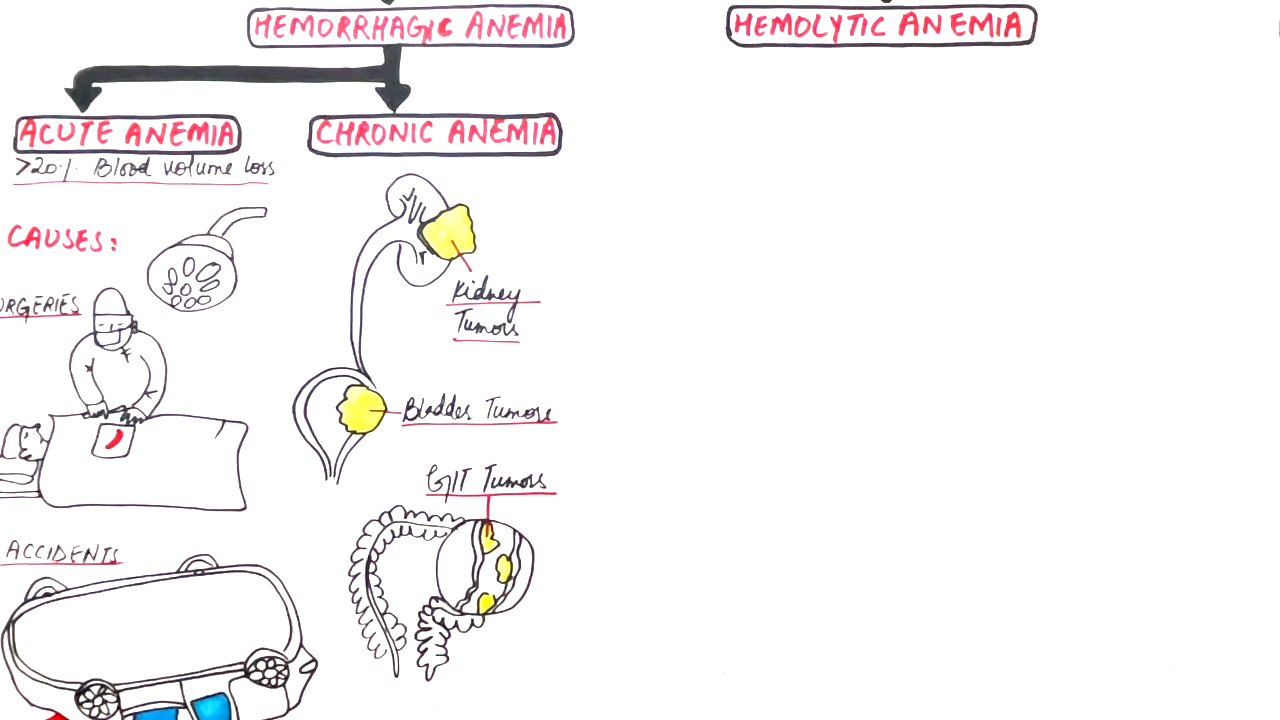 HEMORRHAGIC ANEMIA
HEMOLYTIC ANEMIA
ACUTE ANEMIA
CHRONIC ANEMIA
>20% Blood volume loss
CAUSES:
URGERIES
Kidney
Tumors
Bladder Tumors
GIT Tumors
ACCIDENTS